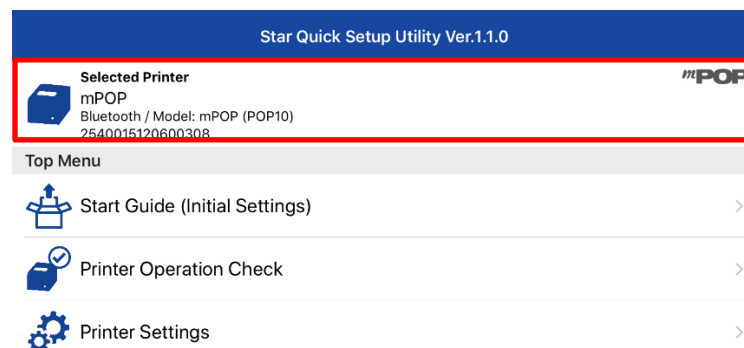 Star Quick Setup Utility Ver.1.1.0
Selected Printer
mPOP
mPOP
Bluetooth / Model: mPOP (POP10)
2540015120600308
Top Menu
Start Guide (Initial Settings)
Printer Operation Check
Printer Settings